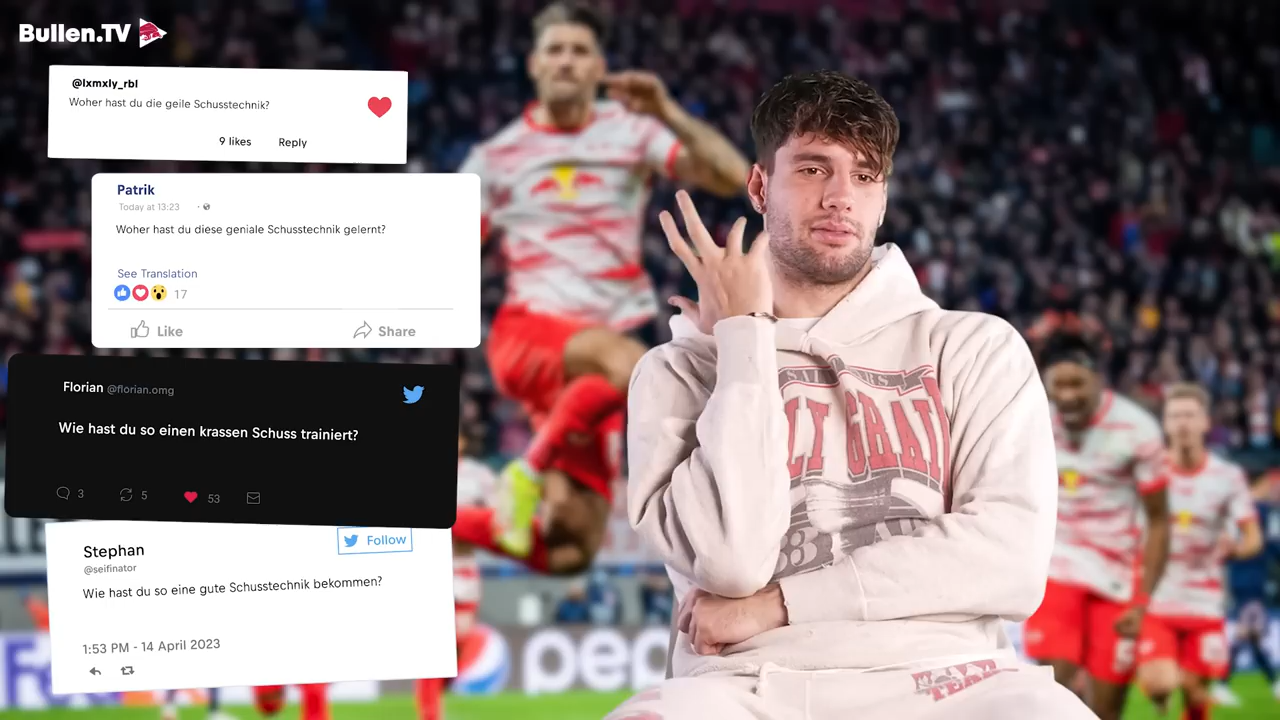 Bullen.TV
@lxmxly_rbl
Woher hast du die geile Schusstechnik?
9 likes Reply
Patrik
Today at 13:23
Woher hast du diese geniale Schusstechnik gelernt?
See Translation
17
Like Share
Florian @florian.omg
Wie hast du so einen krassen Schuss trainiert?
3 5 53
Follow
Stephan
@seifinator
Wie hast du so eine gute Schusstechnik bekommen?
1:53 PM - 14 April 2023
pep